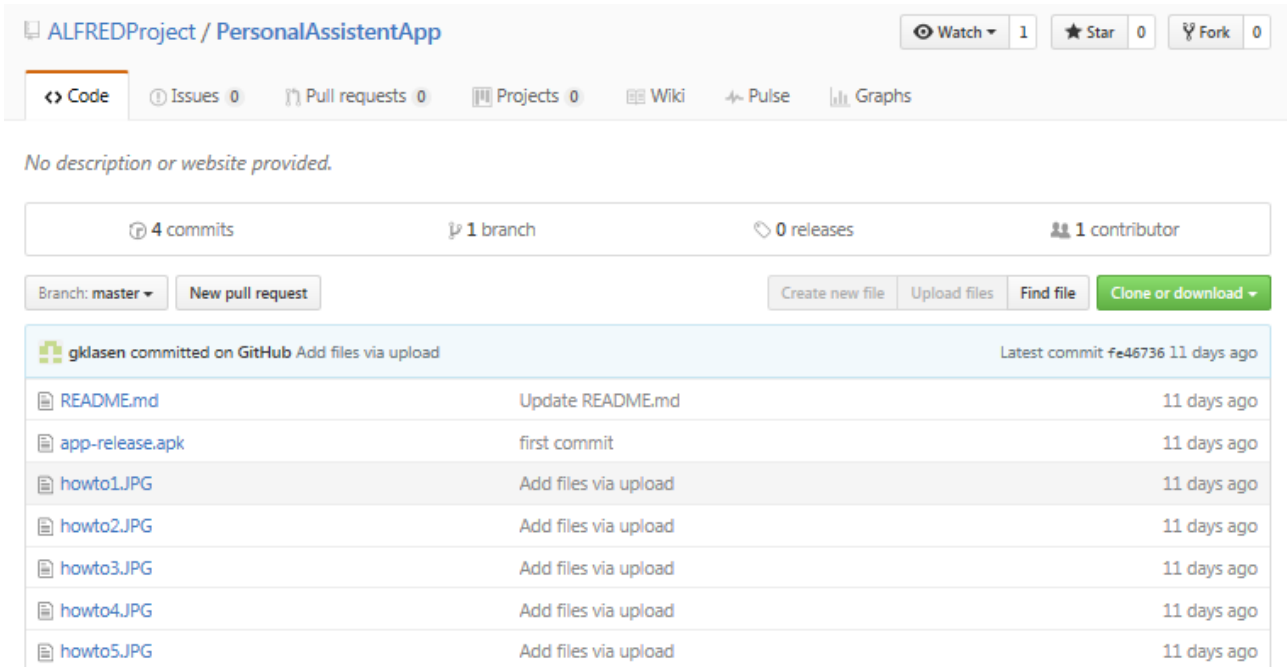 ALFREDProject / PersonalAssistentApp Watch 1 Star 0 Fork 0
Code Issues 0 Pull requests 0 Projects 0 Wiki Pulse Graphs
No description or website provided.
4 commits 1 branch 0 releases 1 contributor
Branch: master New pull request Create new file Upload files Find file Clone or download
gklasen committed on GitHub Add files via upload Latest commit fe46736 11 days ago
README.md Update README.md 11 days ago
app-release.apk first commit 11 days ago
howto1.JPG Add files via upload 11 days ago
howto2.JPG Add files via upload 11 days ago
howto3.JPG Add files via upload 11 days ago
howto4.JPG Add files via upload 11 days ago
howto5.JPG Add files via upload 11 days ago